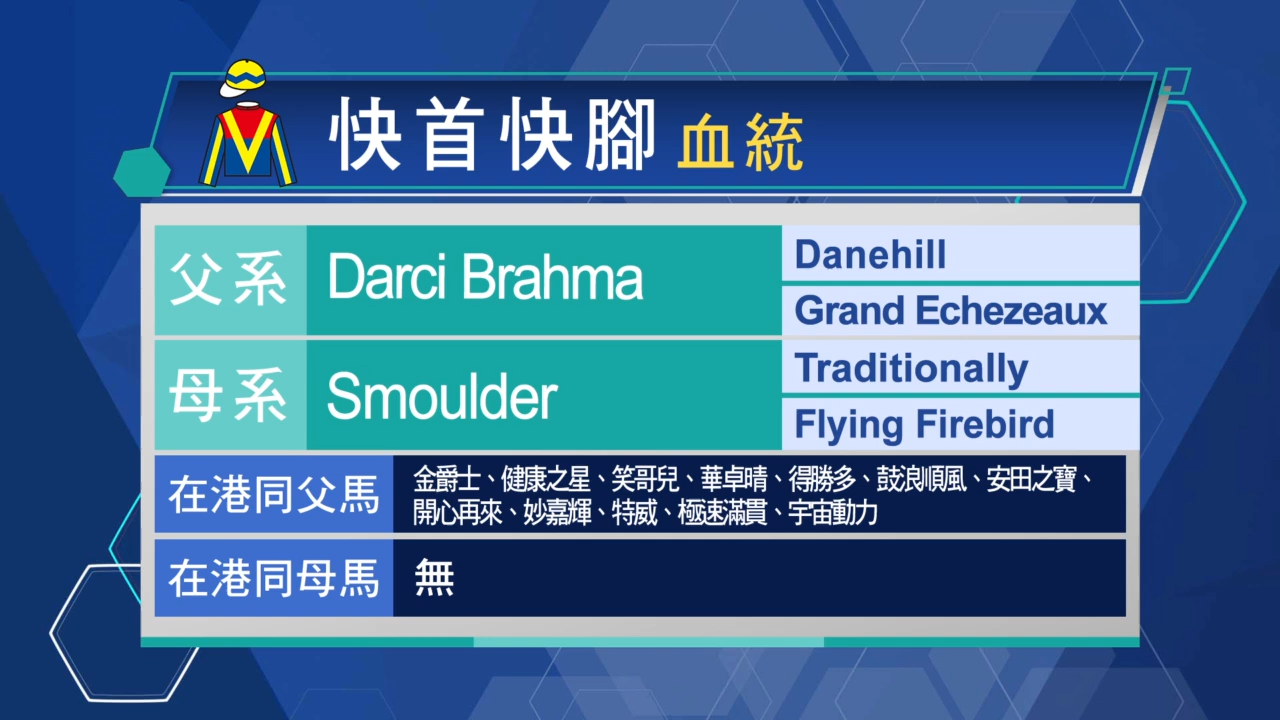 快首快腳 血統
父系
Darci Brahma
Danehill
Grand Echezeaux
母系
Smoulder
Traditionally
Flying Firebird
在港同父馬
金爵士、健康之星、笑哥兒、華卓晴、得勝多、鼓浪順風、安田之寶、
開心再來、妙嘉輝、特威、極速滿貫、宇宙動力
在港同母馬
無